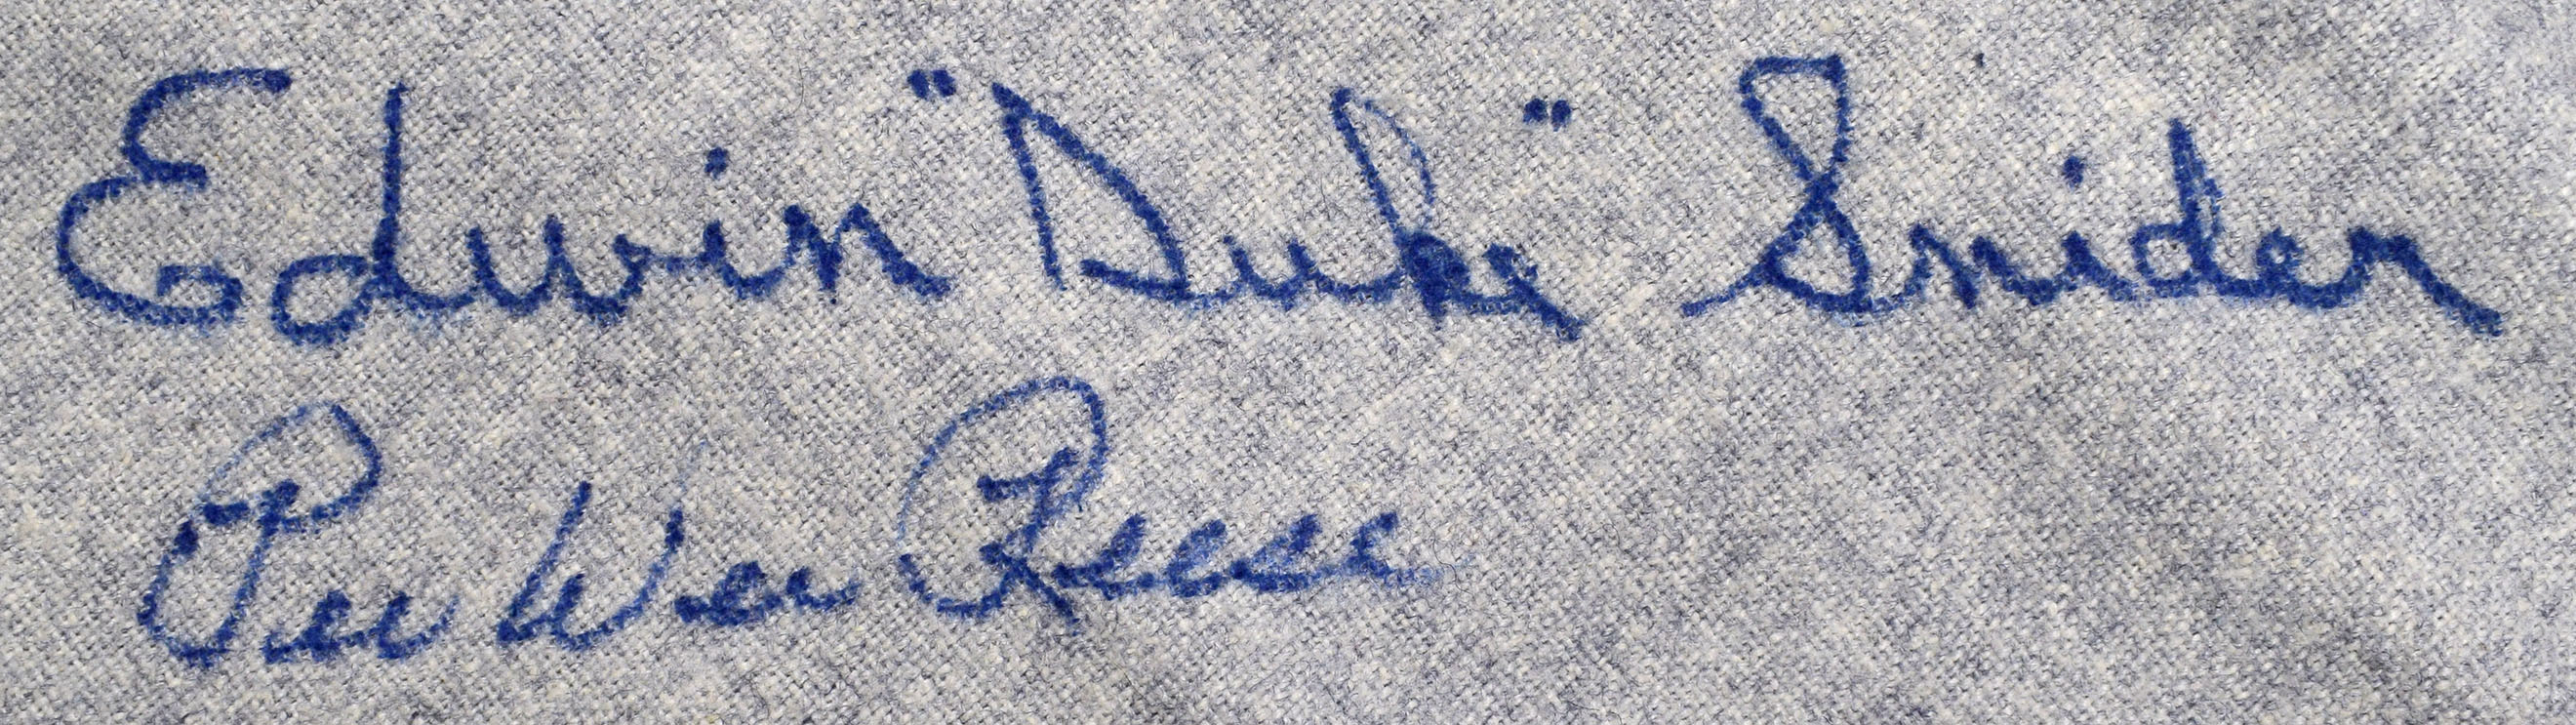 Edwin "Duke" Snider
Pee Wee Reese